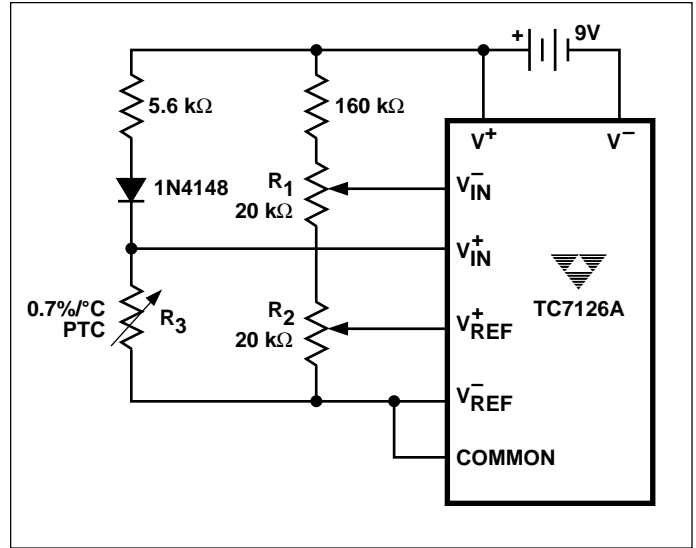 + 9V
5.6 kΩ
160 kΩ
V+
V–
1N4148
R1
20 kΩ
V–IN
V+IN
TC7126A
0.7%/°C
PTC
R3
R2
20 kΩ
V+REF
V–REF
COMMON